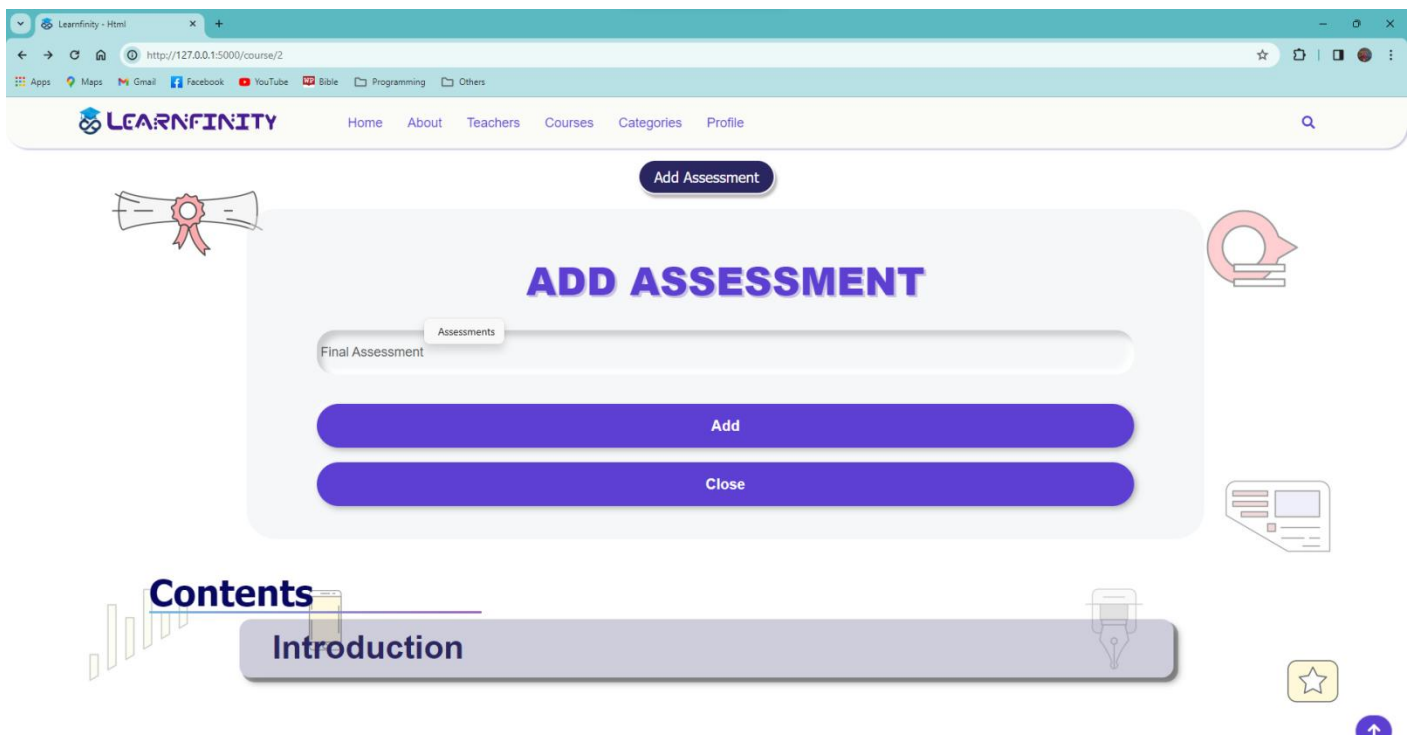 Learnfinity - Html
http://127.0.0.1:5000/course/2
Apps Maps Gmail Facebook YouTube Bible Programming Others
LEARNFINITY Home About Teachers Courses Categories Profile
Add Assessment
ADD ASSESSMENT
Assessments
Final Assessment
Add
Close
Contents
Introduction